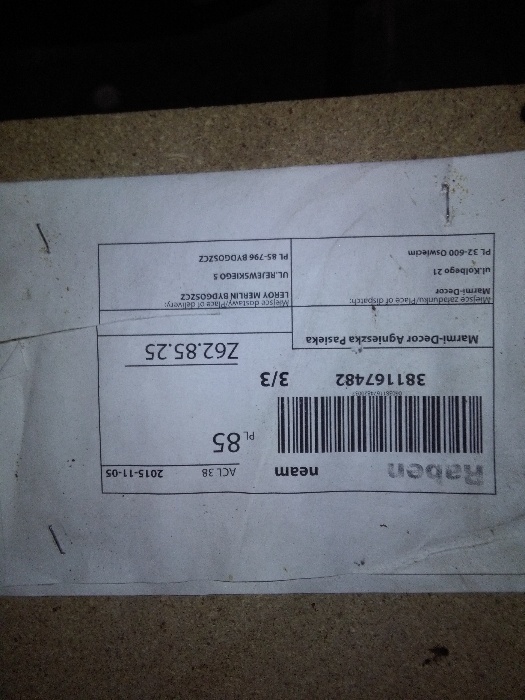 Raben neam ACL 38 2015-11-05
PL 85
381167482 3/3
Z62.85.25
Marmi-Decor Agnieszka Pasieka
Miejsce załadunku/Place of dispatch:
Marmi-Decor
ul.Kolbego 21
PL 32-600 Oswiecim
Miejsce dostawy/Place of delivery:
LEROY MERLIN BYDGOSZCZ
UL.REJEWSKIEGO 5
PL 85-796 BYDGOSZCZ